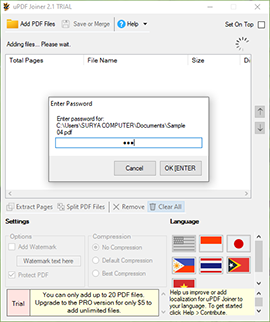 uPDF Joiner 2.1 TRIAL
Add PDF Files Save or Merge Help Set On Top
Adding files... Please wait.
Total Pages File Name Size Di
Enter Password
Enter password for:
C:\Users\SURYA COMPUTER\Documents\Sample
04.pdf
Cancel OK [ENTER
Extract Pages Split PDF Files Remove Clear All
Settings Language
Options Compression
Add Watermark No Compression
Watermark text here Default Compression
Protect PDF Best Compression
Trial
You can only add up to 20 PDF files.
Upgrade to the PRO version for only $5 to
add unlimited files.
Help us improve or add
localization for uPDF Joiner to
your language. To get started
click Help > Contribute.